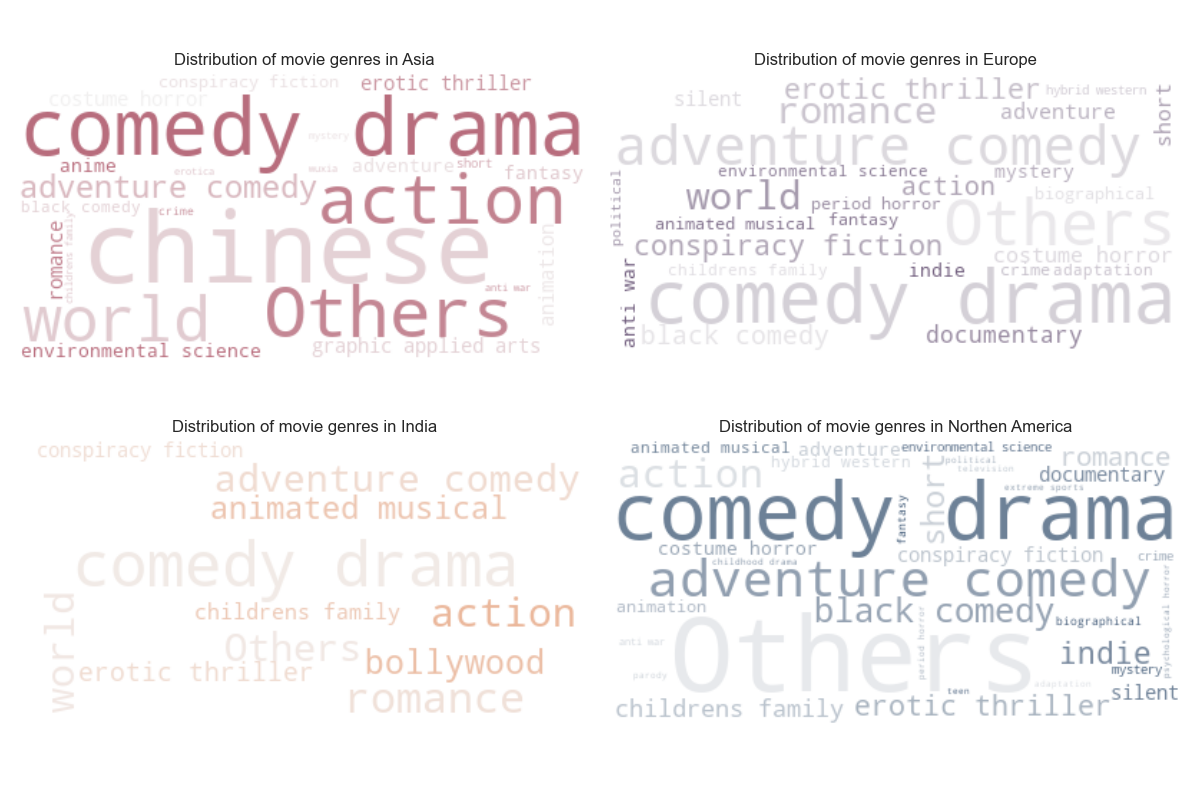 Distribution of movie genres in Asia
conspiracy fiction
erotic thriller
costume horror
comedy drama
mystery
anime
erotica
wuxia
adventure
short
fantasy
adventure comedy
action
black comedy
crime
chinese
romance
childrens family
animation
anti war
world
Others
environmental science
graphic applied arts
Distribution of movie genres in Europe
erotic thriller
hybrid western
silent
romance
adventure
short
adventure comedy
environmental science
mystery
political
world
action
biographical
period horror
animated musical
fantasy
Others
conspiracy fiction
costume horror
childrens family
indie
crime
adaptation
anti war
comedy drama
black comedy
documentary
Distribution of movie genres in India
conspiracy fiction
adventure comedy
animated musical
comedy drama
world
childrens family
action
Others
bollywood
erotic thriller
romance
Distribution of movie genres in Northen America
animated musical
adventure
environmental science
action
hybrid western
political
television
romance
documentary
short
extreme sports
comedy drama
fantasy
costume horror
childhood drama
conspiracy fiction
crime
adventure comedy
animation
black comedy
biographical
psychological horror
anti war
Others
period horror
indie
mystery
parody
adaptation
teen
silent
childrens family
erotic thriller